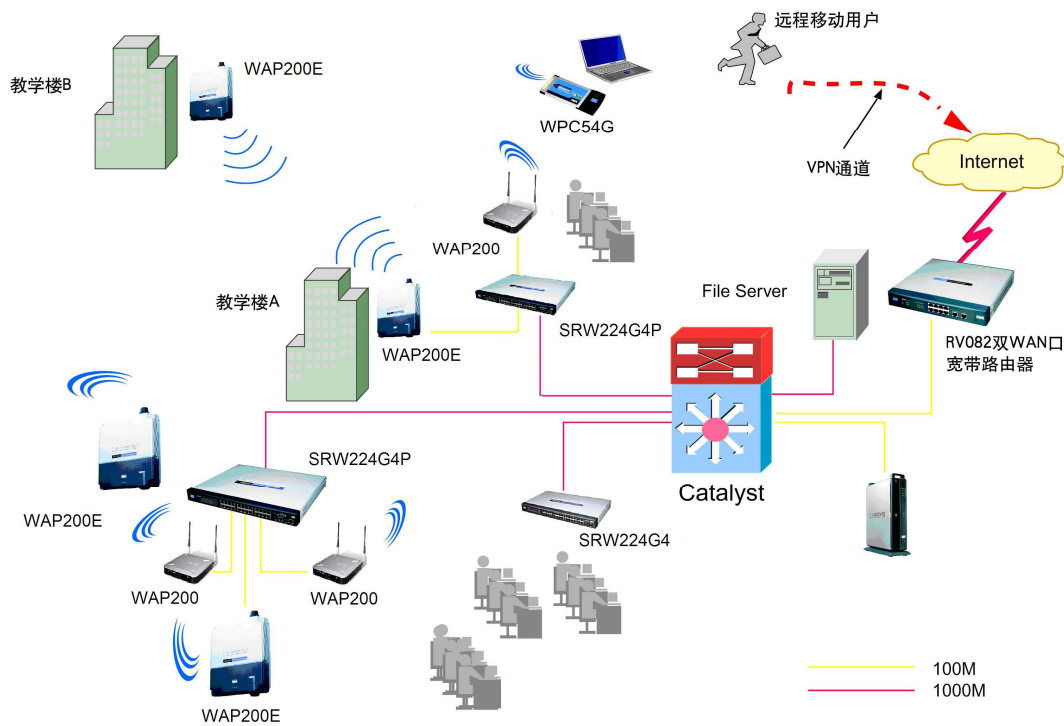 远程移动用户
教学楼B
WAP200E
WPC54G
VPN通道
Internet
WAP200
教学楼A
WAP200E
SRW224G4P
File Server
RV082双WAN口
宽带路由器
SRW224G4P
Catalyst
WAP200E
SRW224G4
WAP200
WAP200
WAP200E
100M
1000M